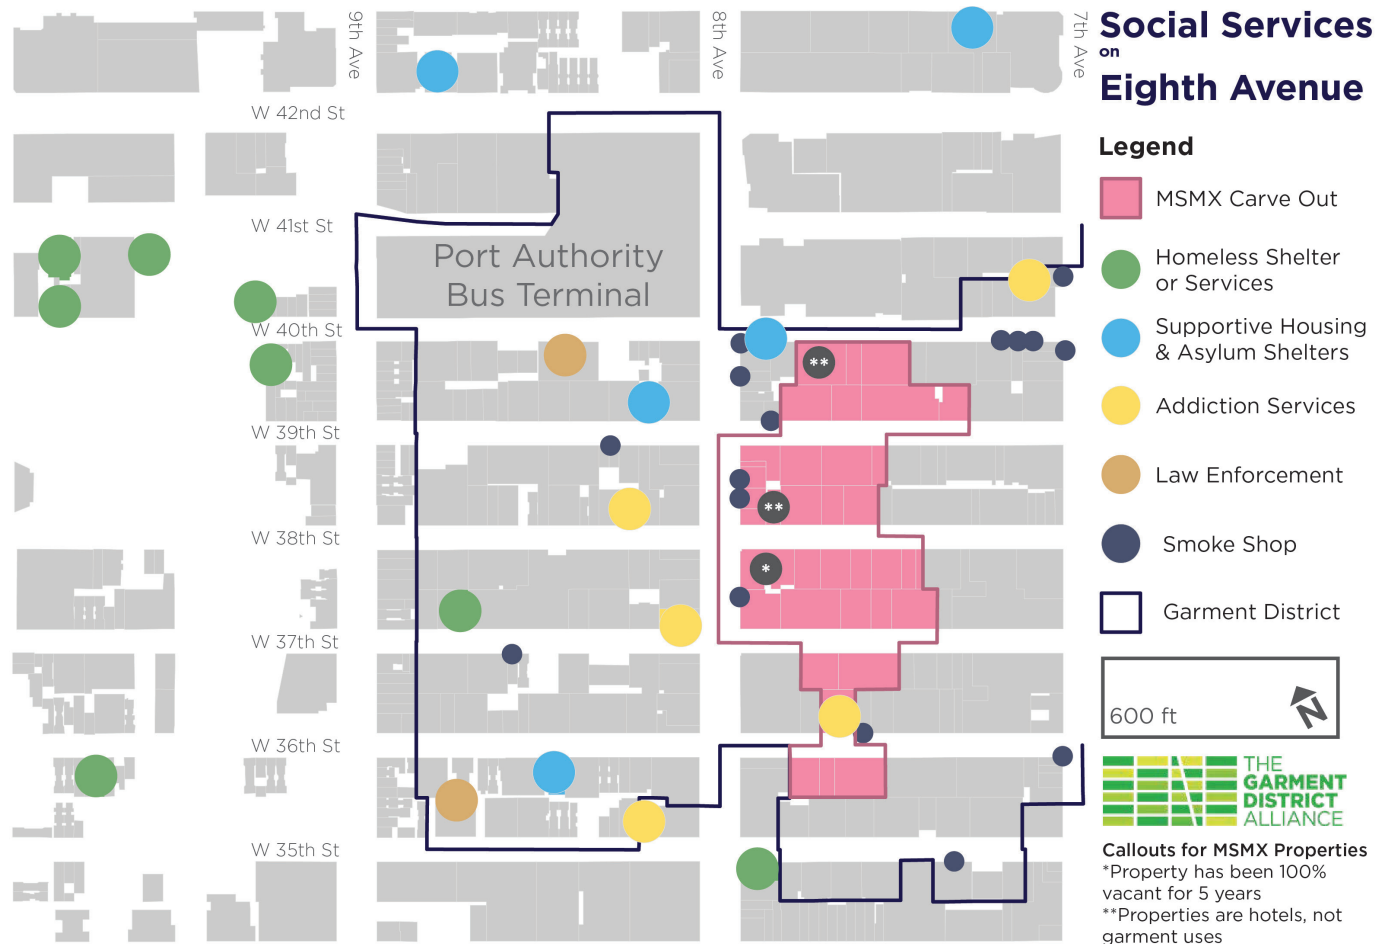 Social Services
on
Eighth Avenue
9th Ave
8th Ave
7th Ave
W 42nd St
W 41st St
Port Authority
Bus Terminal
W 40th St
W 39th St
W 38th St
W 37th St
W 36th St
W 35th St
**
**
*
Legend
MSMX Carve Out
Homeless Shelter
or Services
Supportive Housing
& Asylum Shelters
Addiction Services
Law Enforcement
Smoke Shop
Garment District
600 ft
N
THE
GARMENT
DISTRICT
ALLIANCE
Callouts for MSMX Properties
*Property has been 100%
vacant for 5 years
**Properties are hotels, not
garment uses